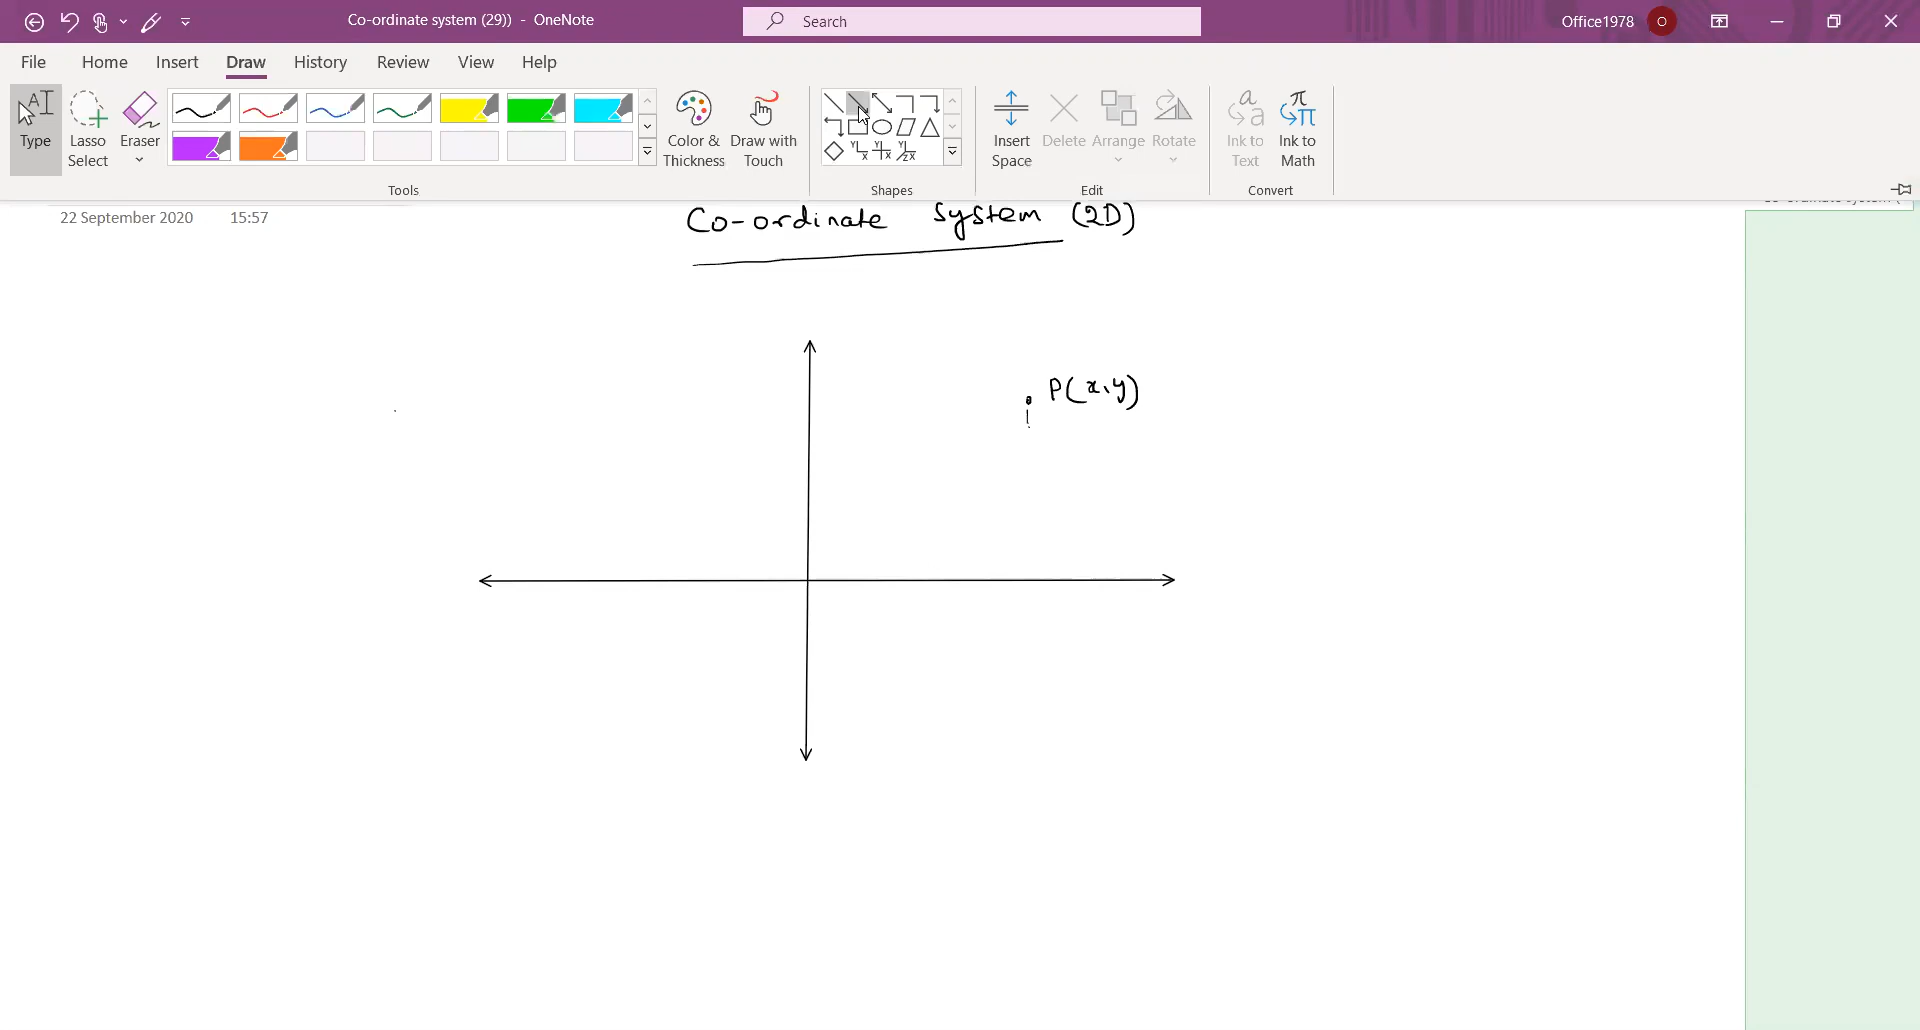 Co-ordinate system (29)) - OneNote
Search
Office1978
O
File Home Insert Draw History Review View Help
Type
Lasso Select
Eraser
Color & Thickness
Draw with Touch
Insert Space
Delete
Arrange
Rotate
Ink to Text
Ink to Math
Tools
Shapes
Edit
Convert
22 September 2020 15:57
Co-ordinate System (2D)
P(x,y)